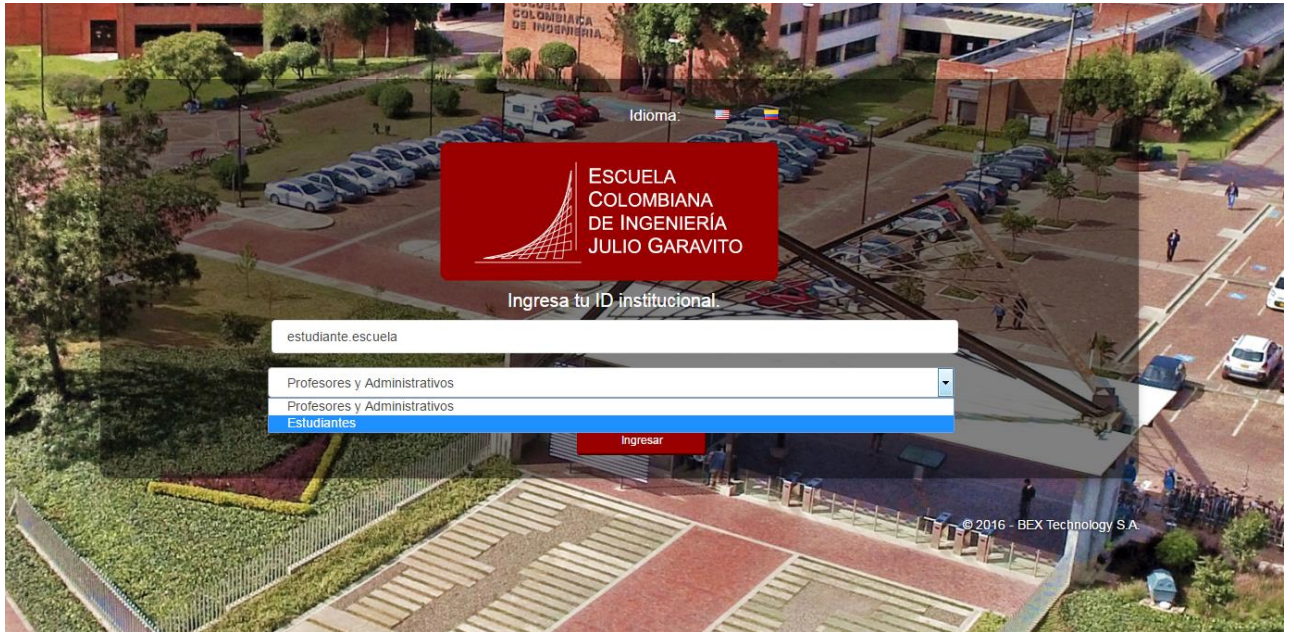 ESCUELA
COLOMBIANA
DE INGENIERIA
Idioma:
ESCUELA
COLOMBIANA
DE INGENIERÍA
JULIO GARAVITO
Ingresa tu ID institucional.
estudiante.escuela
Profesores y Administrativos
Profesores y Administrativos
Estudiantes
Ingresar
© 2016 - BEX Technology S.A.